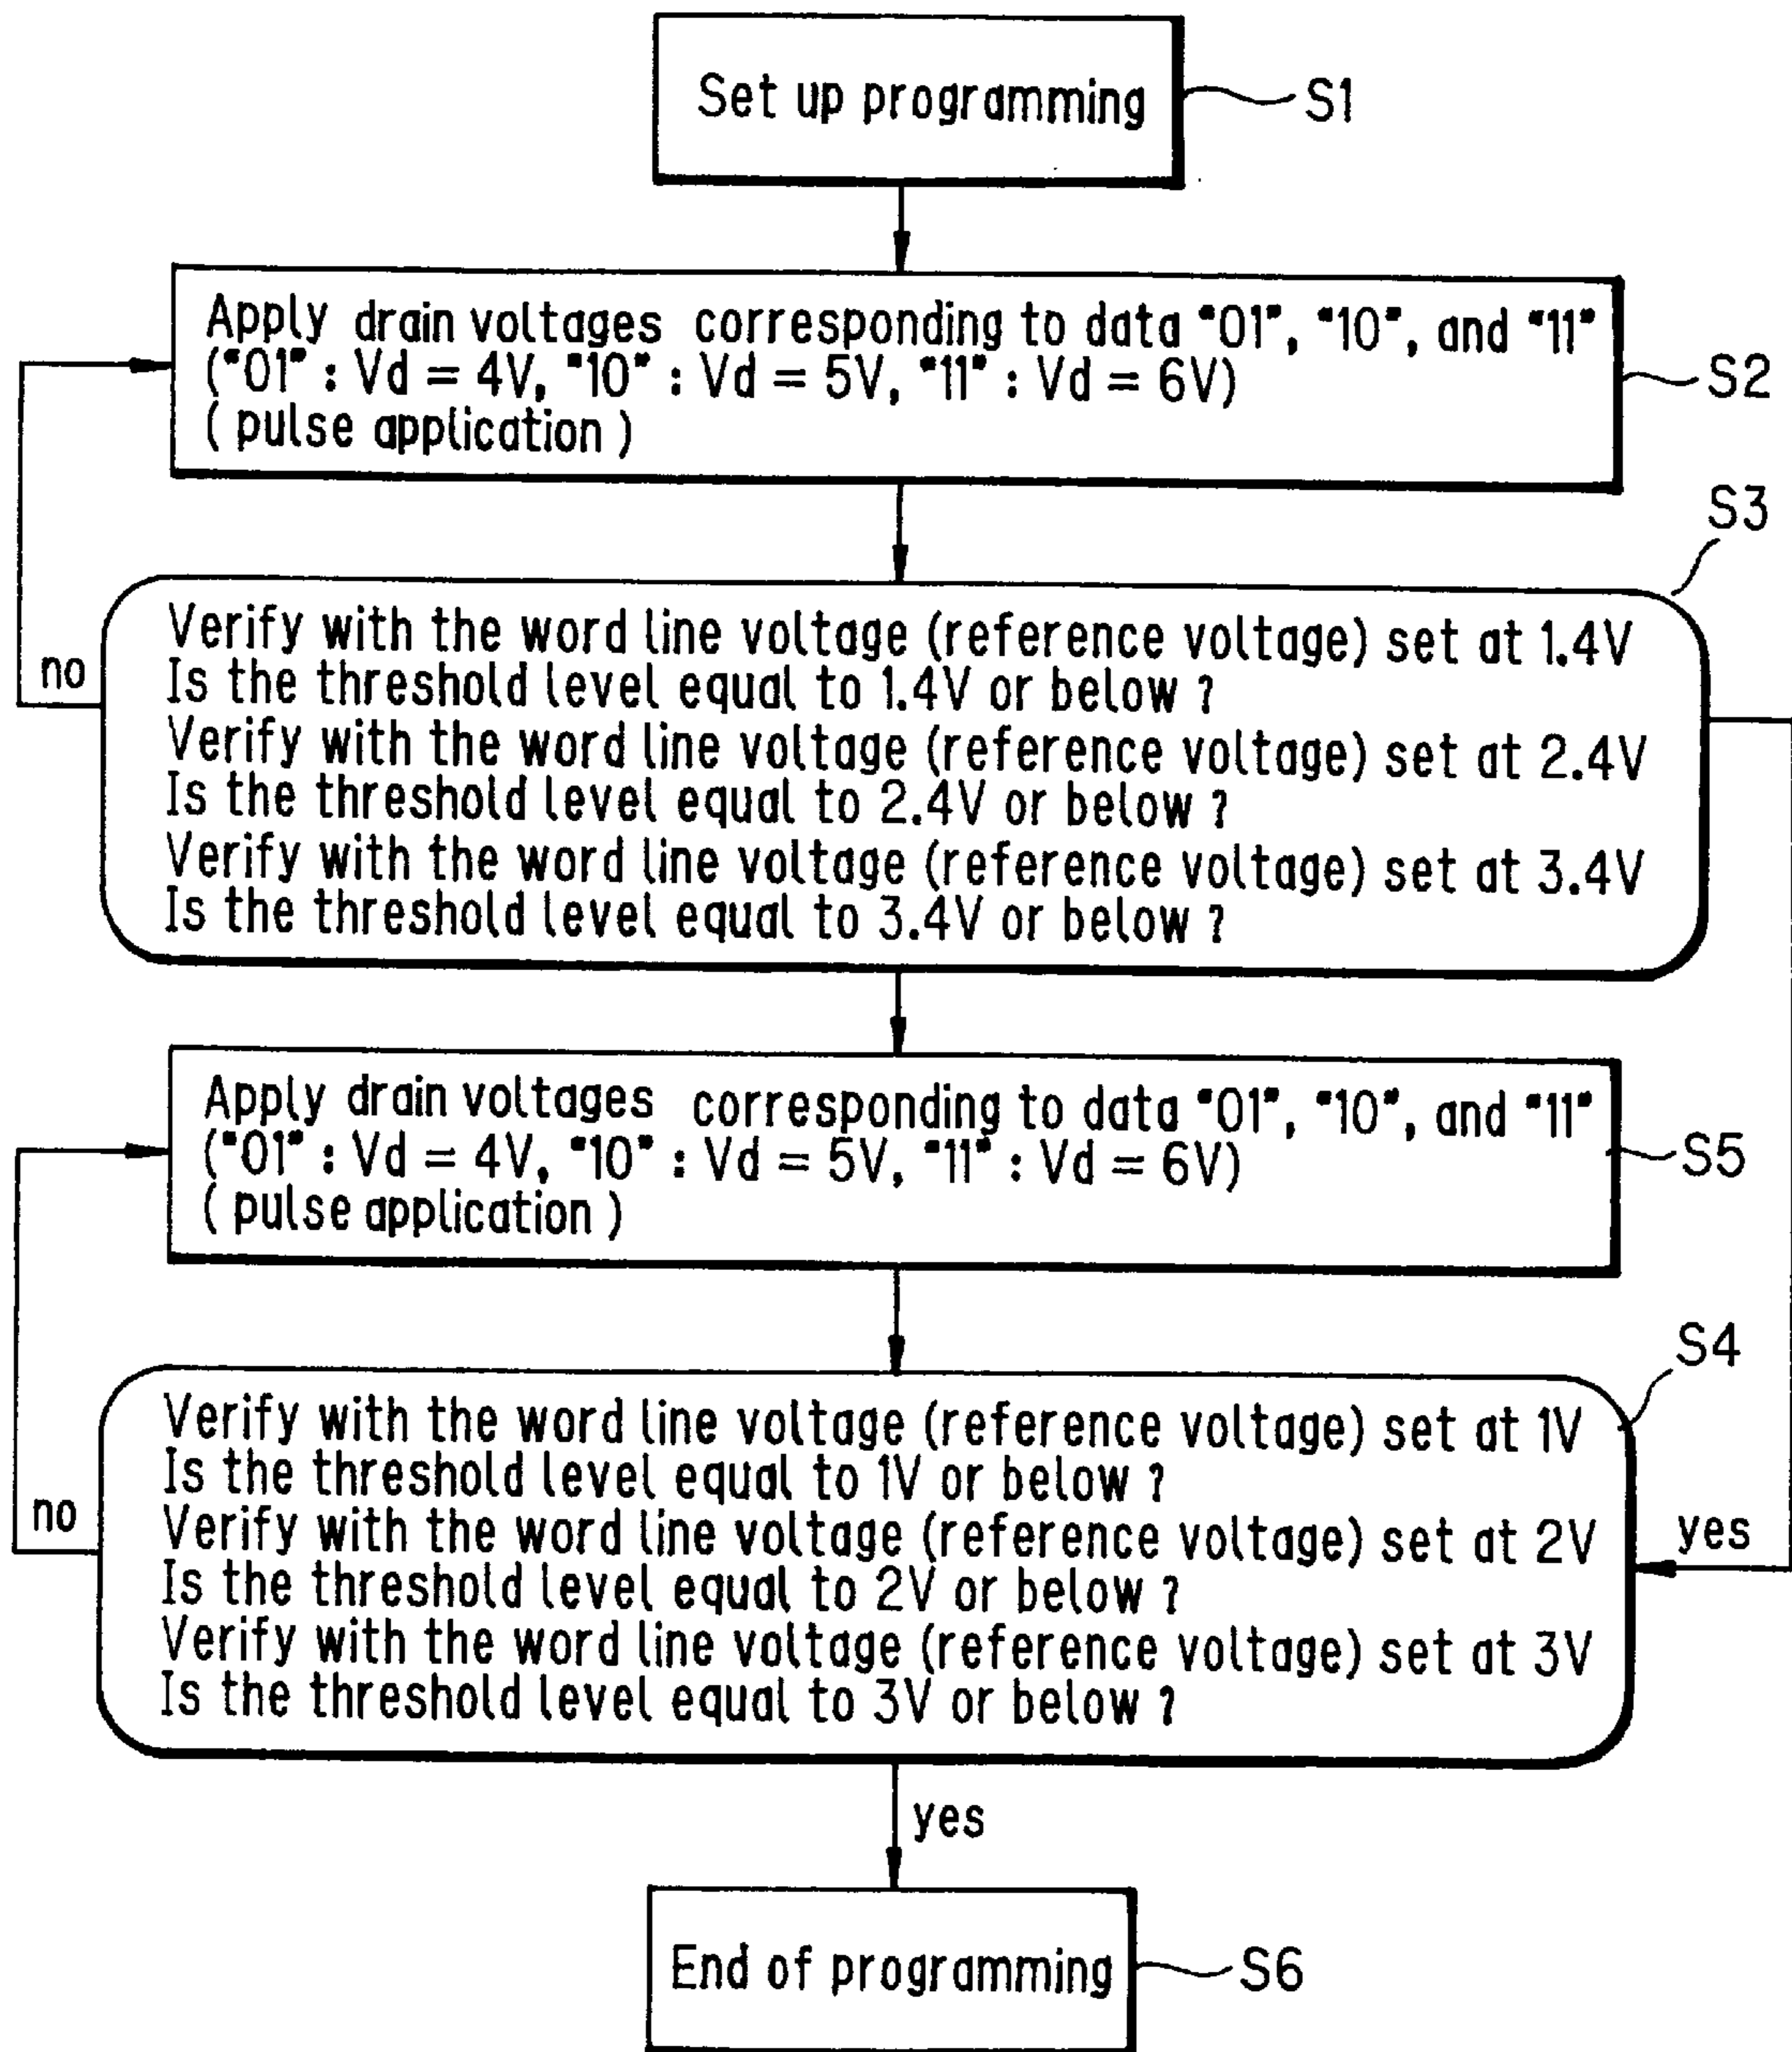 Set up programming
S1
Apply drain voltages corresponding to data "01", "10", and "11"
("01" : Vd = 4V, "10" : Vd = 5V, "11" : Vd = 6V)
( pulse application )
S2
S3
Verify with the word line voltage (reference voltage) set at 1.4V
Is the threshold level equal to 1.4V or below ?
Verify with the word line voltage (reference voltage) set at 2.4V
Is the threshold level equal to 2.4V or below ?
Verify with the word line voltage (reference voltage) set at 3.4V
Is the threshold level equal to 3.4V or below ?
no
Apply drain voltages corresponding to data "01", "10", and "11"
("01" : Vd = 4V, "10" : Vd = 5V, "11" : Vd = 6V)
( pulse application )
S5
S4
Verify with the word line voltage (reference voltage) set at 1V
Is the threshold level equal to 1V or below ?
Verify with the word line voltage (reference voltage) set at 2V
Is the threshold level equal to 2V or below ?
Verify with the word line voltage (reference voltage) set at 3V
Is the threshold level equal to 3V or below ?
no
yes
yes
End of programming
S6